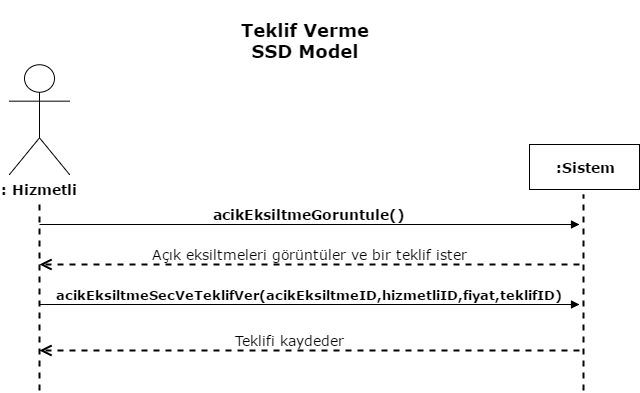 Teklif Verme
SSD Model
: Hizmetli
:Sistem
acikEksiltmeGoruntule()
Açık eksiltmeleri görüntüler ve bir teklif ister
acikEksiltmeSecVeTeklifVer(acikEksiltmeID,hizmetliID,fiyat,teklifID)
Teklifi kaydeder